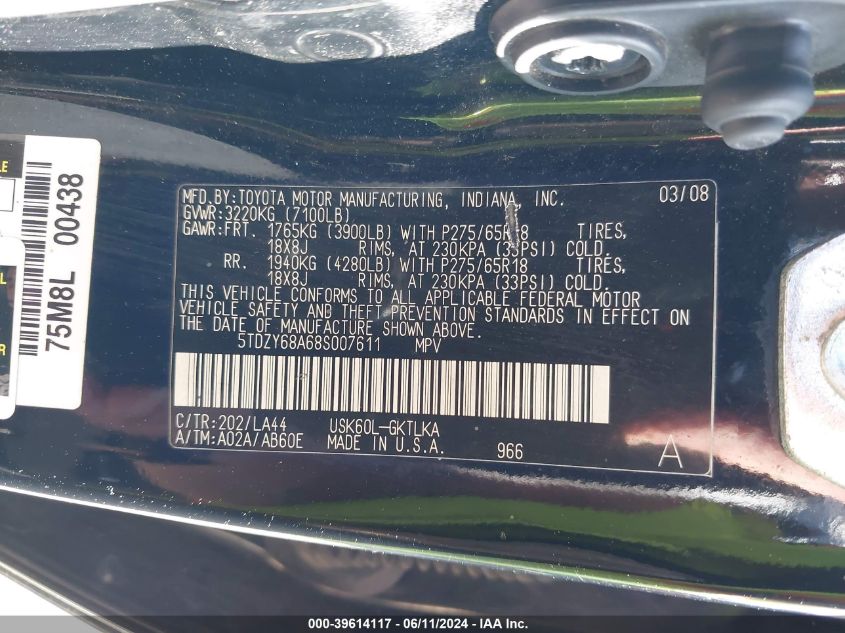 LE
L
ER
75M8L 00438
MFD.BY:TOYOTA MOTOR MANUFACTURING, INDIANA, INC. 03/08
GVWR:3220KG (7100LB)
GAWR:FRT. 1765KG (3900LB) WITH P275/65R18 TIRES,
18X8J RIMS, AT 230KPA (33PSI) COLD.
RR. 1940KG (4280LB) WITH P275/65R18 TIRES,
18X8J RIMS, AT 230KPA (33PSI) COLD.
THIS VEHICLE CONFORMS TO ALL APPLICABLE FEDERAL MOTOR
VEHICLE SAFETY AND THEFT PREVENTION STANDARDS IN EFFECT ON
THE DATE OF MANUFACTURE SHOWN ABOVE.
5TDZY68A68S007611 MPV
C/TR:202/LA44 USK60L-GKTLKA
A/TM:A02A/AB60E MADE IN U.S.A. 966 A
000-39614117 - 06/11/2024 - IAA Inc.